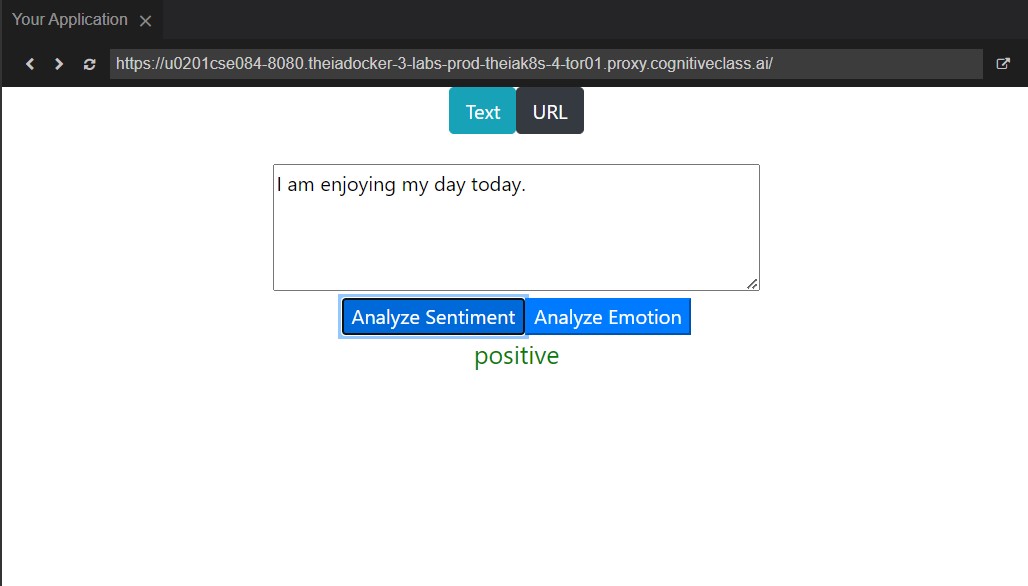 Your Application
https://u0201cse084-8080.theiadocker-3-labs-prod-theiak8s-4-tor01.proxy.cognitiveclass.ai/
Text URL
I am enjoying my day today.
Analyze Sentiment Analyze Emotion
positive